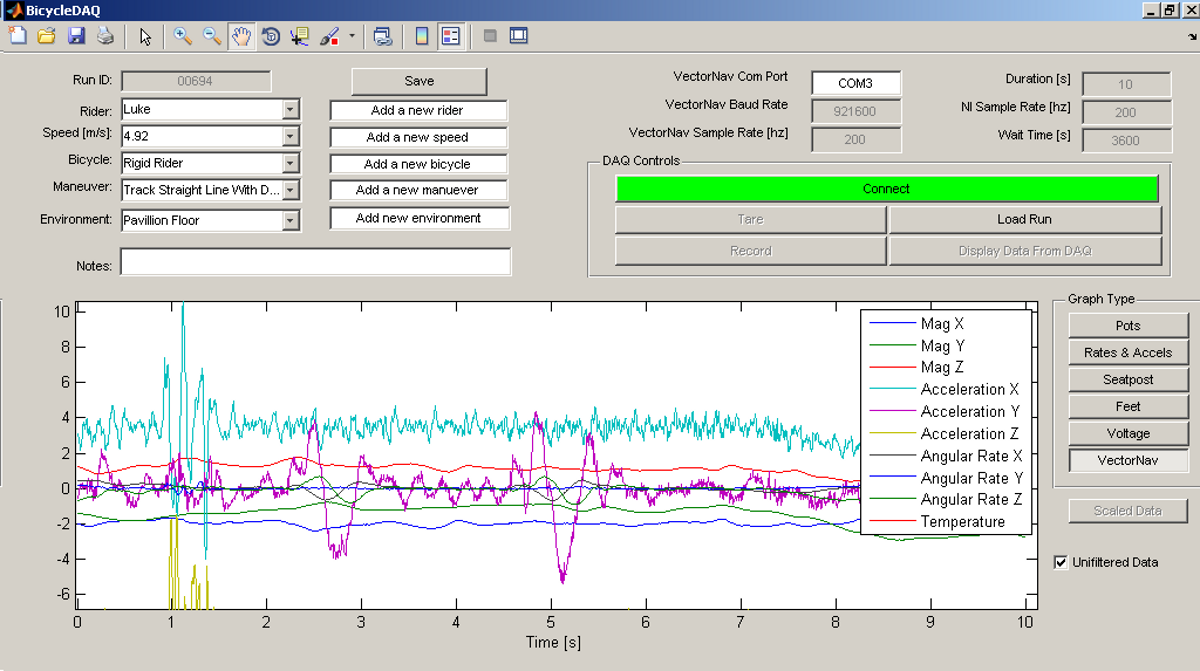 BicycleDAQ
Run ID: 00694 Save
Rider: Luke Add a new rider
Speed [m/s]: 4.92 Add a new speed
Bicycle: Rigid Rider Add a new bicycle
Maneuver: Track Straight Line With D... Add a new manuever
Environment: Pavillion Floor Add new environment
Notes:
VectorNav Com Port COM3 Duration [s] 10
VectorNav Baud Rate 921600 NI Sample Rate [hz] 200
VectorNav Sample Rate [hz] 200 Wait Time [s] 3600
DAQ Controls
Connect
Tare Load Run
Record Display Data From DAQ
10
8
6
4
2
0
-2
-4
-6
0 1 2 3 4 5 6 7 8 9 10
Time [s]
Mag X
Mag Y
Mag Z
Acceleration X
Acceleration Y
Acceleration Z
Angular Rate X
Angular Rate Y
Angular Rate Z
Temperature
Graph Type
Pots
Rates & Accels
Seatpost
Feet
Voltage
VectorNav
Scaled Data
Unfiltered Data